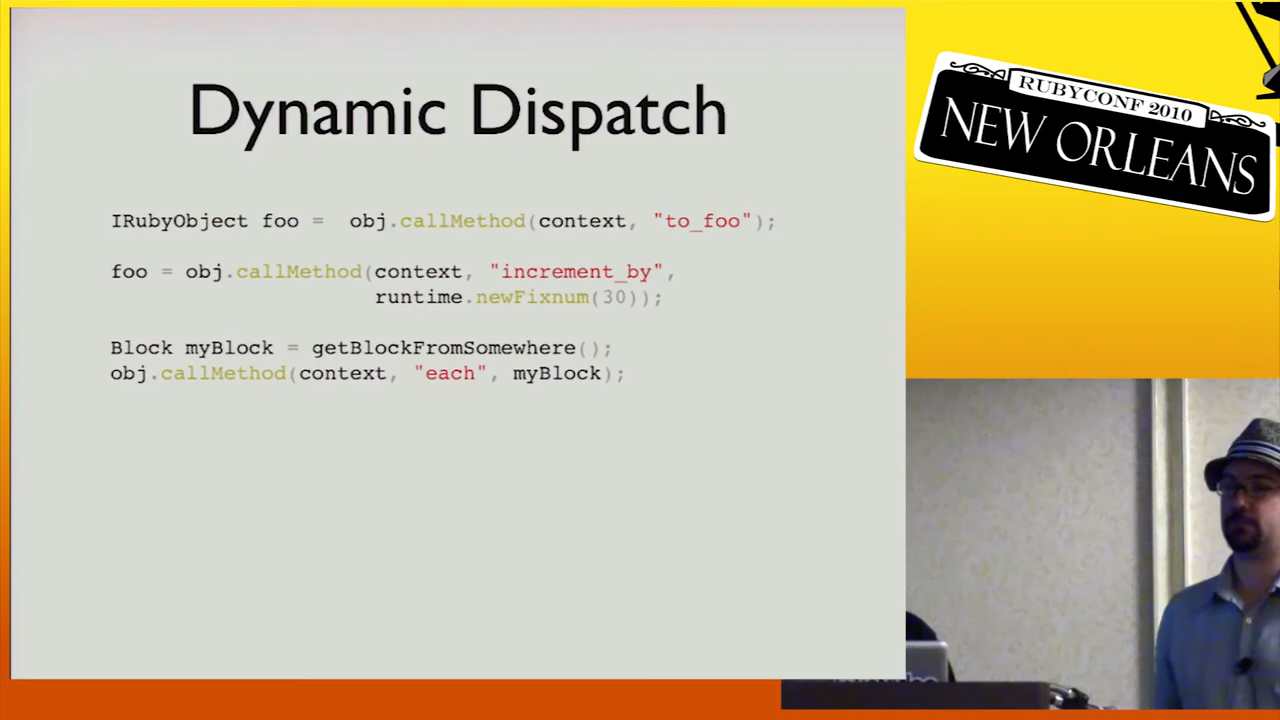 Dynamic Dispatch
IRubyObject foo =  obj.callMethod(context, "to_foo");
foo = obj.callMethod(context, "increment_by",
runtime.newFixnum(30));
Block myBlock = getBlockFromSomewhere();
obj.callMethod(context, "each", myBlock);
RUBYCONF 2010
NEW ORLEANS